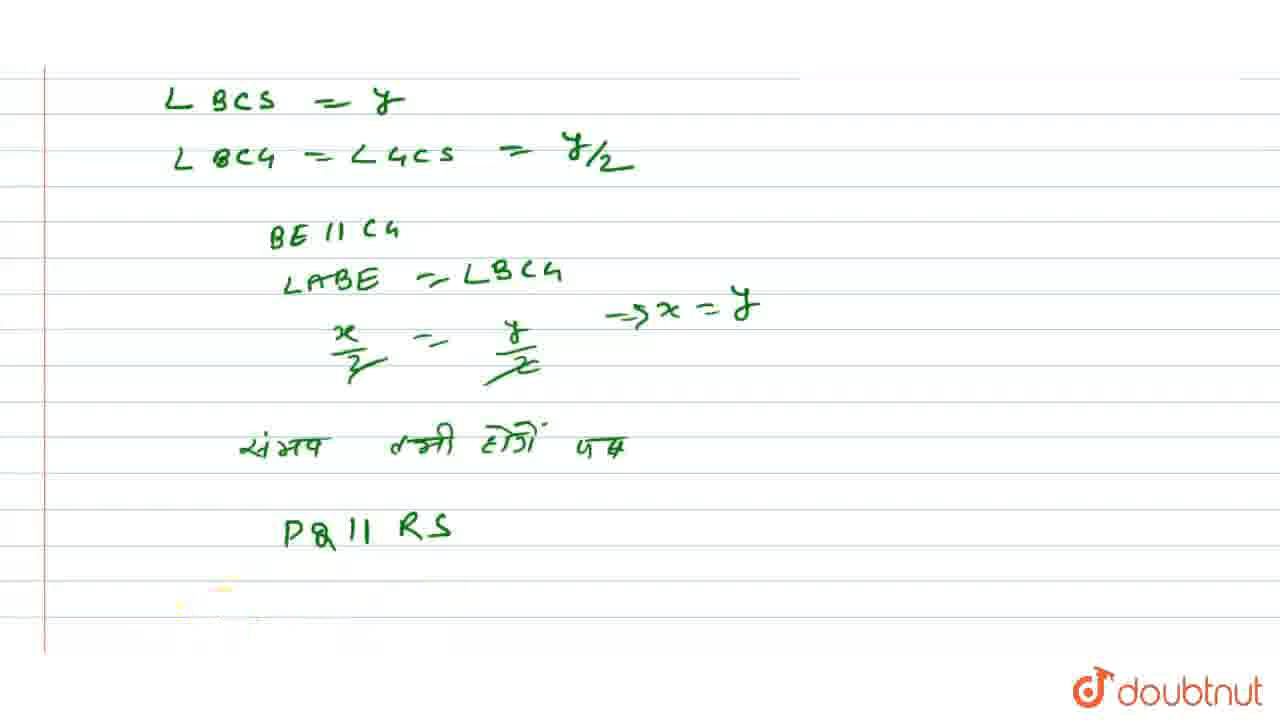 ∠ BCS = y
∠ BCG = ∠ GCS = y/2
BE || CG
∠ABE = ∠BCG
x/2 = y/2 → x = y
संभव तभी होगें जब
PQ || RS
doubtnut